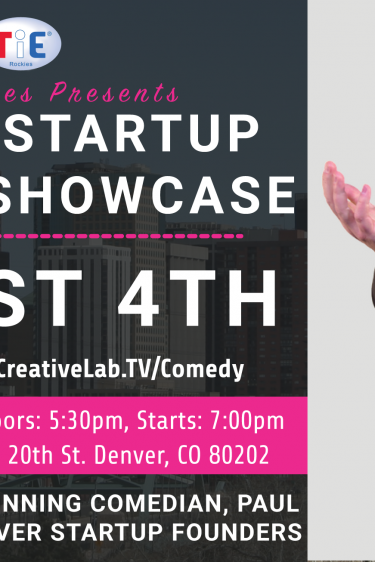 TiE®
Rockies
es Presents
STARTUP
SHOWCASE
ST 4TH
CreativeLab.TV/Comedy
oors: 5:30pm, Starts: 7:00pm
20th St. Denver, CO 80202
NNING COMEDIAN, PAUL
VER STARTUP FOUNDERS